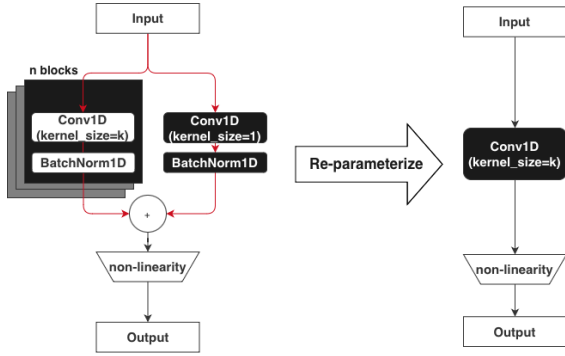 Input
n blocks
Conv1D
(kernel_size=k)
BatchNorm1D
Conv1D
(kernel_size=1)
BatchNorm1D
+
non-linearity
Output
Re-parameterize
Input
Conv1D
(kernel_size=k)
non-linearity
Output